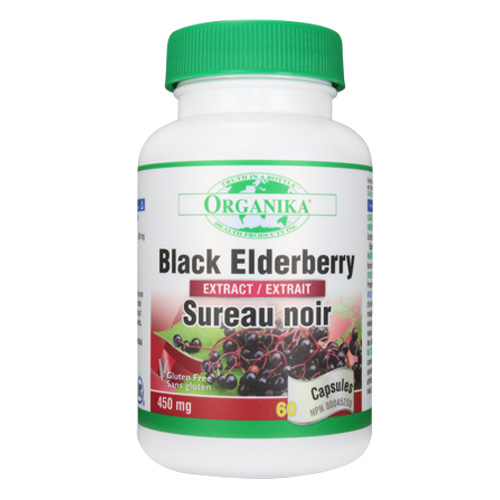 TRUTH IN A BOTTLE
ORGANIKA
HEALTH PRODUCTS INC
Black Elderberry
EXTRACT / EXTRAIT
Sureau noir
Gluten Free
Sans gluten
450 mg
60
Capsules